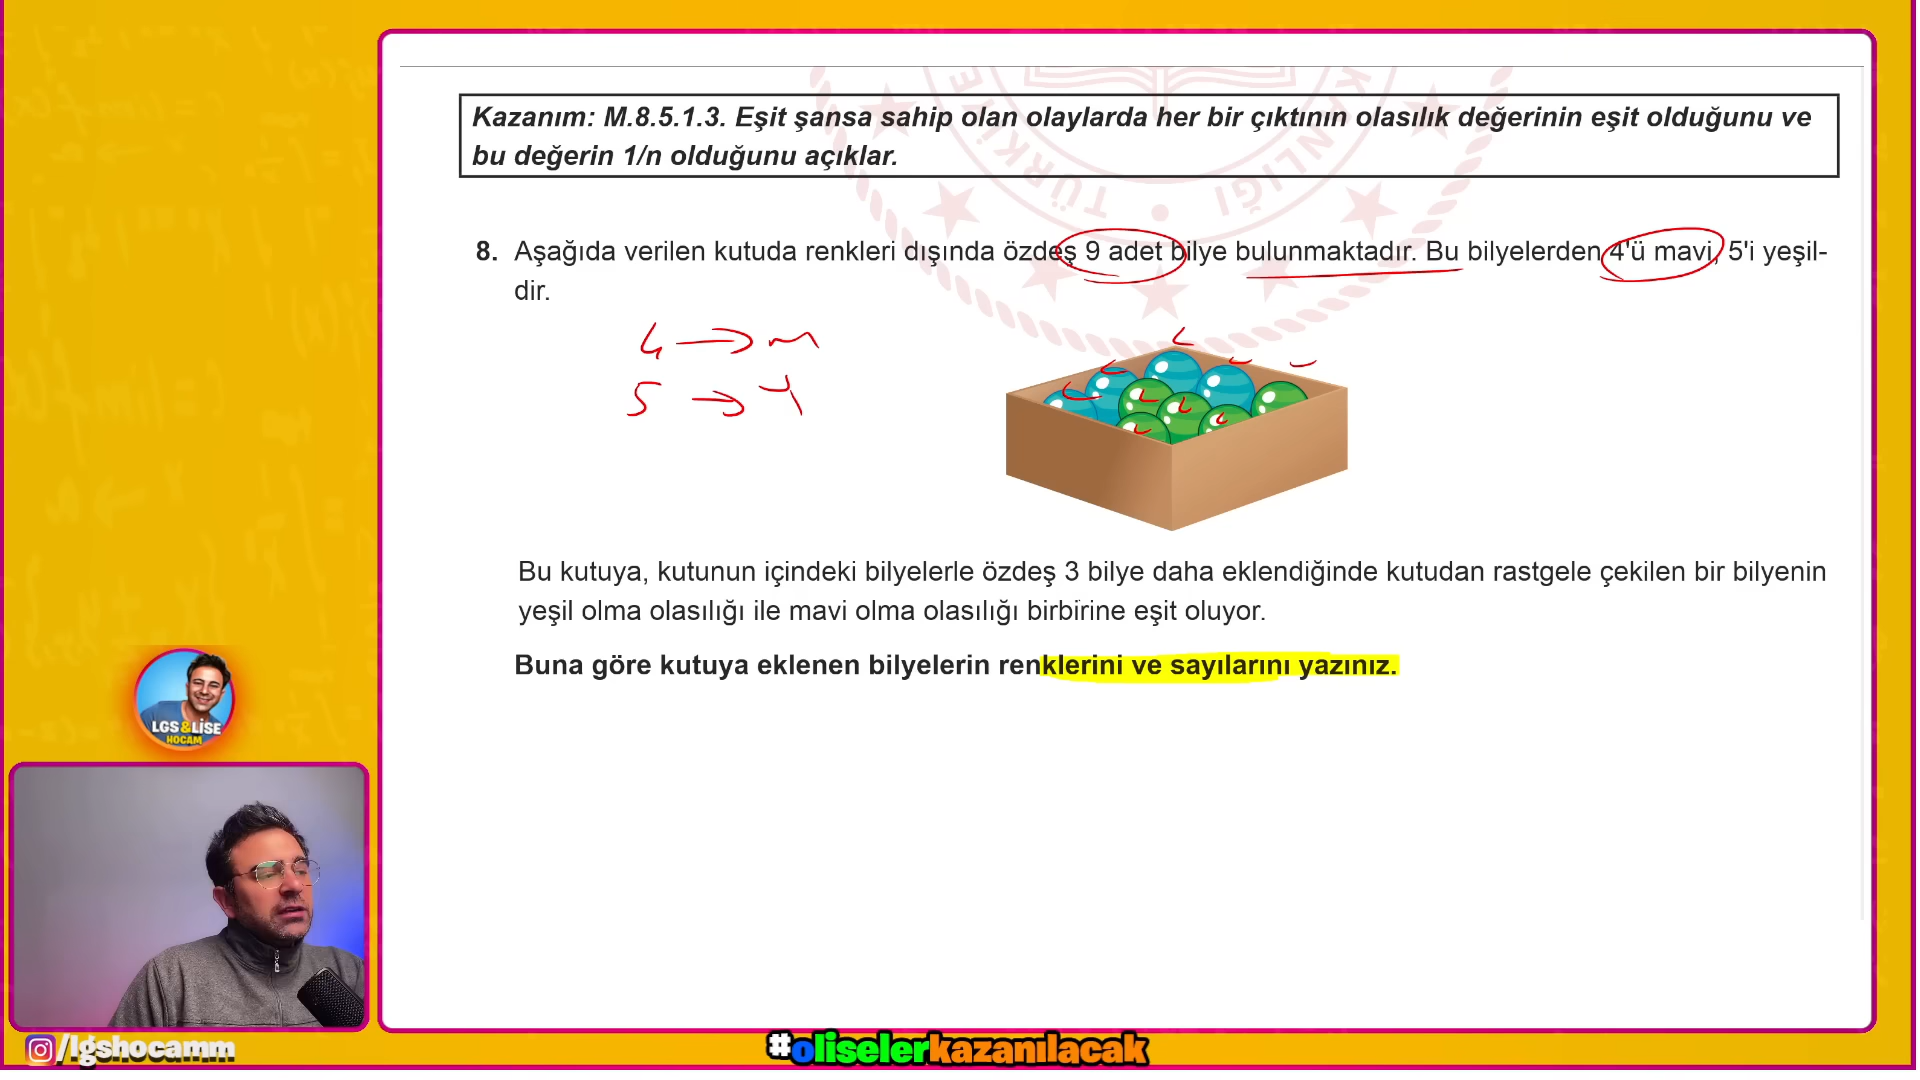 Kazanım: M.8.5.1.3. Eşit şansa sahip olan olaylarda her bir çıktının olasılık değerinin eşit olduğunu ve
bu değerin 1/n olduğunu açıklar.
8. Aşağıda verilen kutuda renkleri dışında özdeş 9 adet bilye bulunmaktadır. Bu bilyelerden 4'ü mavi, 5'i yeşil-
dir.
4 → m
5 → y
Bu kutuya, kutunun içindeki bilyelerle özdeş 3 bilye daha eklendiğinde kutudan rastgele çekilen bir bilyenin
yeşil olma olasılığı ile mavi olma olasılığı birbirine eşit oluyor.
Buna göre kutuya eklenen bilyelerin renklerini ve sayılarını yazınız.
LGS&LİSE
HOCAM
/lgshocamm
#oliselerkazanılacak
TÜRKİYE